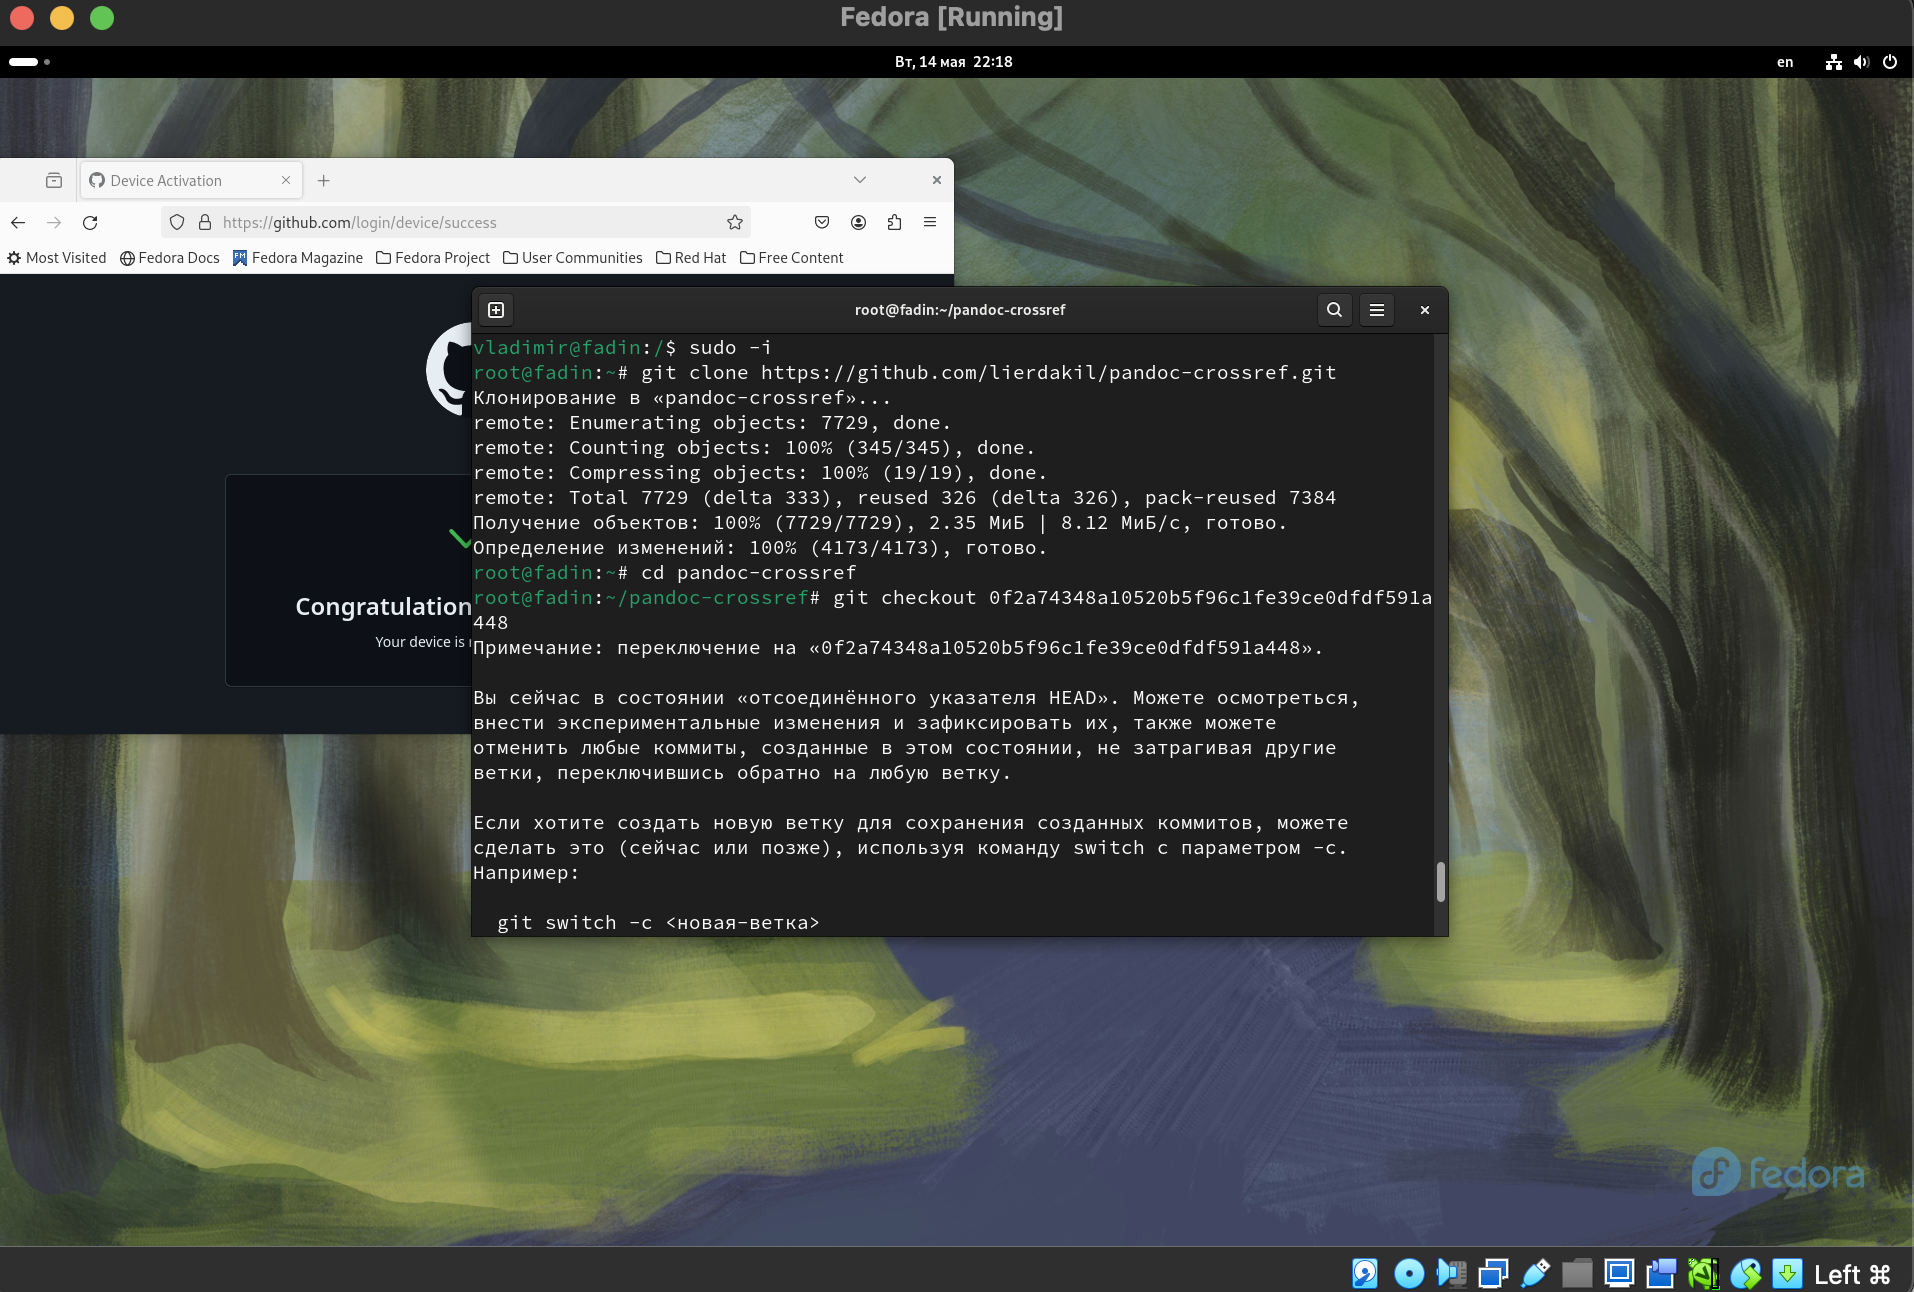 Fedora [Running]
Вт, 14 мая 22:18
en
Device Activation
https://github.com/login/device/success
Most Visited
Fedora Docs
Fedora Magazine
Fedora Project
User Communities
Red Hat
Free Content
Congratulation
Your device is
root@fadin:~/pandoc-crossref
vladimir@fadin:/$ sudo -i
root@fadin:~# git clone https://github.com/lierdakil/pandoc-crossref.git
Клонирование в «pandoc-crossref»...
remote: Enumerating objects: 7729, done.
remote: Counting objects: 100% (345/345), done.
remote: Compressing objects: 100% (19/19), done.
remote: Total 7729 (delta 333), reused 326 (delta 326), pack-reused 7384
Получение объектов: 100% (7729/7729), 2.35 МиБ | 8.12 МиБ/с, готово.
Определение изменений: 100% (4173/4173), готово.
root@fadin:~# cd pandoc-crossref
root@fadin:~/pandoc-crossref# git checkout 0f2a74348a10520b5f96c1fe39ce0dfdf591a
448
Примечание: переключение на «0f2a74348a10520b5f96c1fe39ce0dfdf591a448».
Вы сейчас в состоянии «отсоединённого указателя HEAD». Можете осмотреться,
внести экспериментальные изменения и зафиксировать их, также можете
отменить любые коммиты, созданные в этом состоянии, не затрагивая другие
ветки, переключившись обратно на любую ветку.
Если хотите создать новую ветку для сохранения созданных коммитов, можете
сделать это (сейчас или позже), используя команду switch с параметром -c.
Например:
git switch -c <новая-ветка>
fedora
Left ⌘